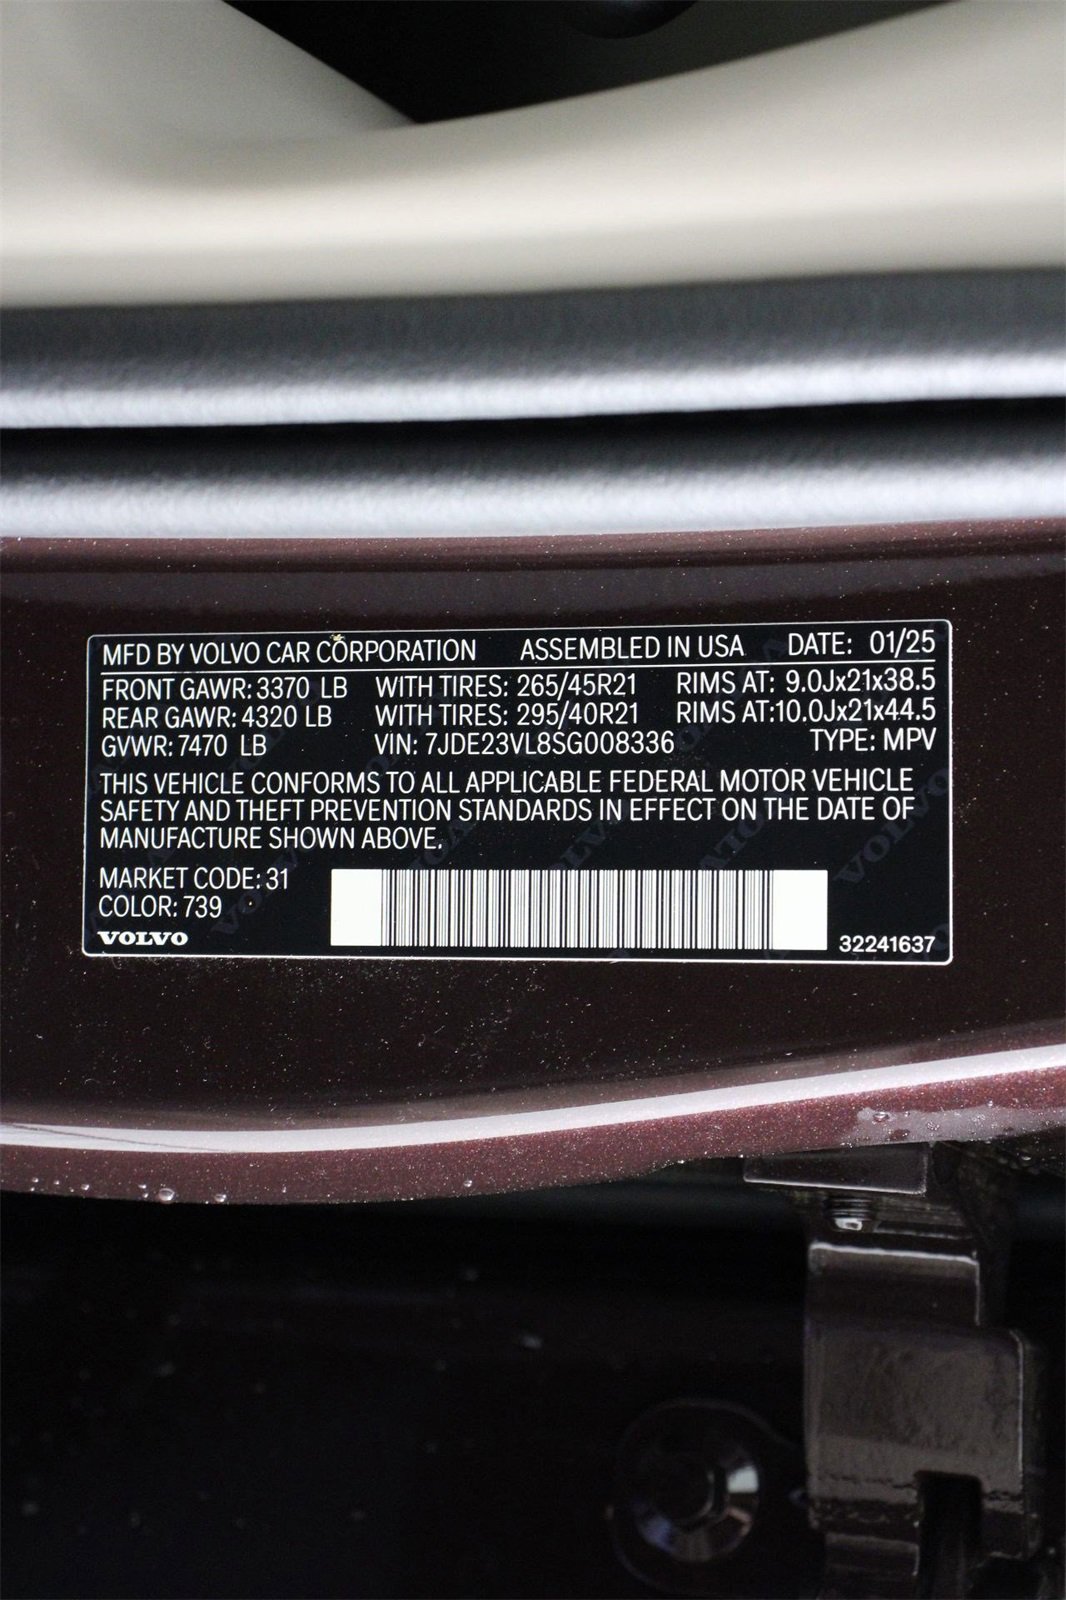 MFD BY VOLVO CAR CORPORATION ASSEMBLED IN USA DATE: 01/25
FRONT GAWR: 3370 LB WITH TIRES: 265/45R21 RIMS AT: 9.0Jx21x38.5
REAR GAWR: 4320 LB WITH TIRES: 295/40R21 RIMS AT:10.0Jx21x44.5
GVWR: 7470 LB VIN: 7JDE23VL8SG008336 TYPE: MPV
THIS VEHICLE CONFORMS TO ALL APPLICABLE FEDERAL MOTOR VEHICLE
SAFETY AND THEFT PREVENTION STANDARDS IN EFFECT ON THE DATE OF
MANUFACTURE SHOWN ABOVE.
MARKET CODE: 31
COLOR: 739
VOLVO 32241637